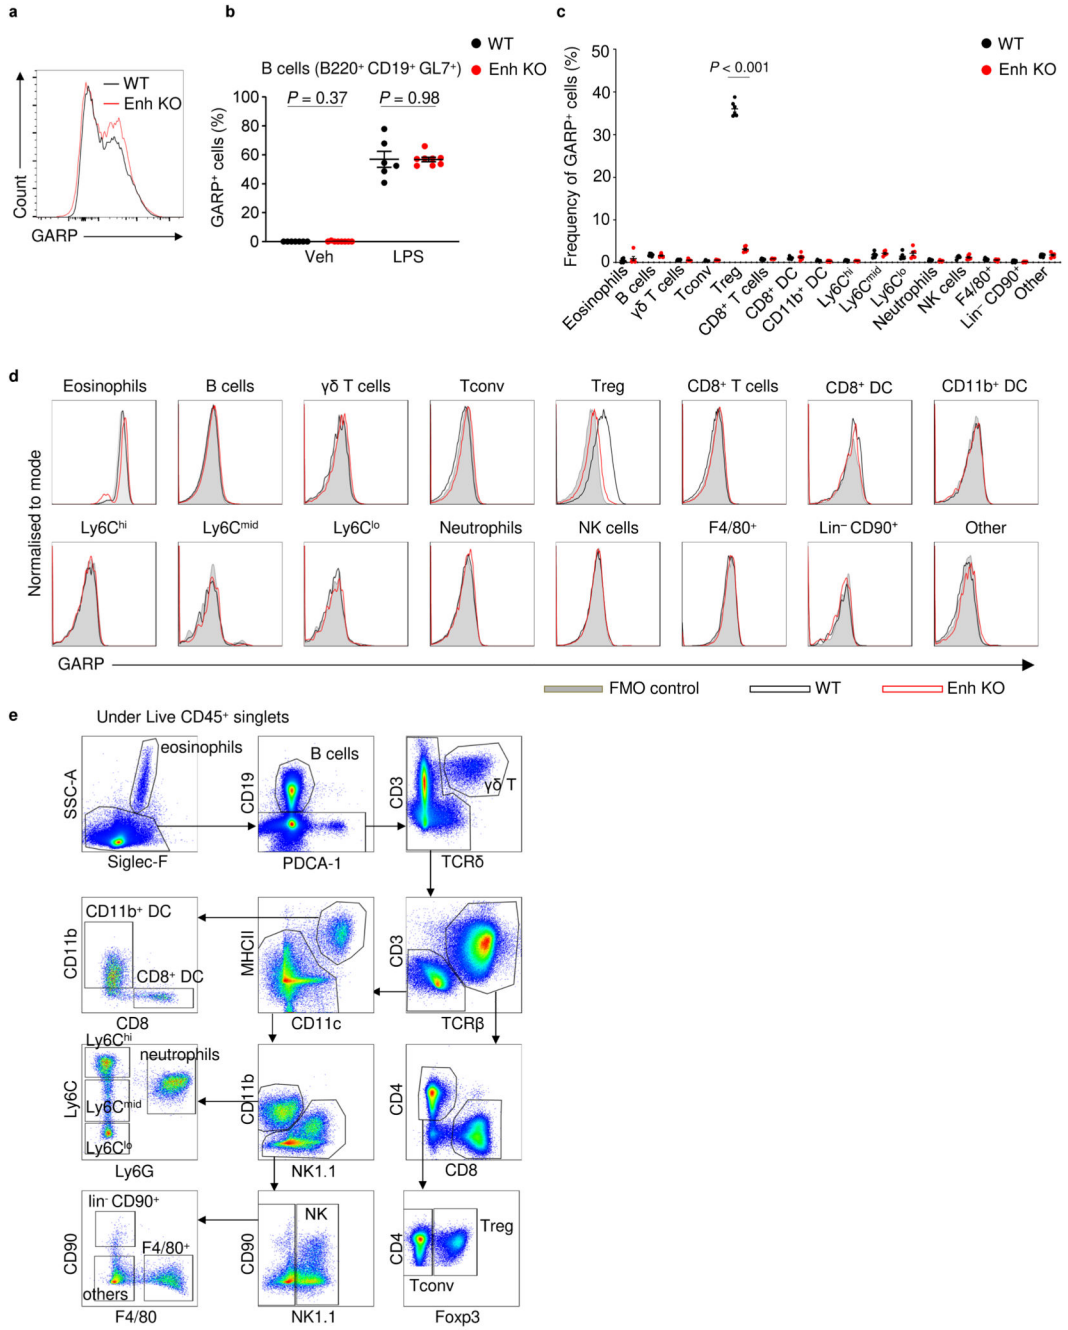 a
Count
WT
Enh KO
GARP
b
WT
Enh KO
B cells (B220⁺ CD19⁺ GL7⁺)
P = 0.37
P = 0.98
GARP⁺ cells (%)
100
80
60
40
20
0
Veh
LPS
c
WT
Enh KO
Frequency of GARP⁺ cells (%)
50
40
30
20
10
0
P < 0.001
Eosinophils
B cells
γδ T cells
Tconv
Treg
CD8⁺ T cells
CD8⁺ DC
CD11b⁺ DC
Ly6Cʰⁱ
Ly6Cᵐⁱᵈ
Ly6Cˡᵒ
Neutrophils
NK cells
F4/80⁺
Lin⁻ CD90⁺
Other
d
Normalised to mode
Eosinophils
B cells
γδ T cells
Tconv
Treg
CD8⁺ T cells
CD8⁺ DC
CD11b⁺ DC
Ly6Cʰⁱ
Ly6Cᵐⁱᵈ
Ly6Cˡᵒ
Neutrophils
NK cells
F4/80⁺
Lin⁻ CD90⁺
Other
GARP
FMO control
WT
Enh KO
e
Under Live CD45⁺ singlets
SSC-A
eosinophils
Siglec-F
CD19
B cells
PDCA-1
CD3
γδ T
TCRδ
CD11b
CD11b⁺ DC
CD8⁺ DC
CD8
MHCII
CD11c
CD3
TCRβ
Ly6C
Ly6Cʰⁱ
neutrophils
Ly6Cᵐⁱᵈ
Ly6Cˡᵒ
Ly6G
CD11b
NK1.1
CD4
CD8
CD90
lin⁻ CD90⁺
F4/80⁺
others
F4/80
CD90
NK
NK1.1
CD4
Treg
Tconv
Foxp3